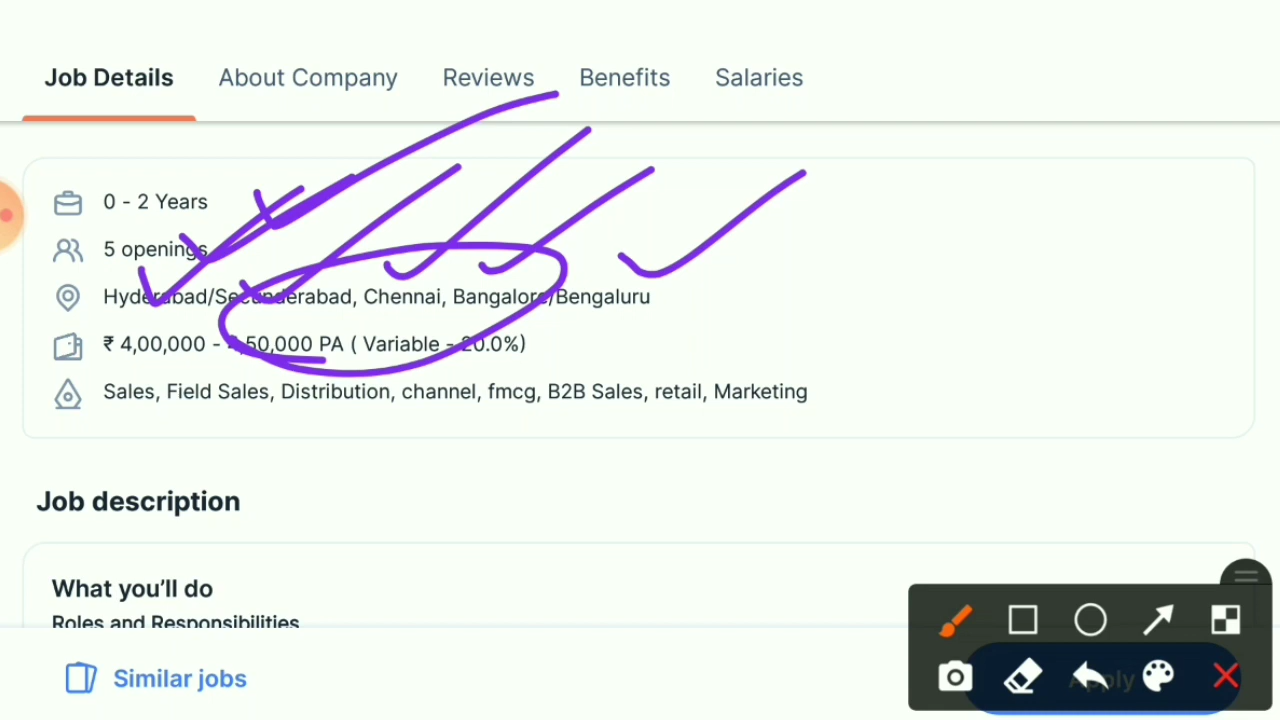 Job Details About Company Reviews Benefits Salaries
0 - 2 Years
5 openings
Hyderabad/Secunderabad, Chennai, Bangalore/Bengaluru
₹ 4,00,000 - 4,50,000 PA ( Variable - 20.0%)
Sales, Field Sales, Distribution, channel, fmcg, B2B Sales, retail, Marketing
Job description
What you'll do
Roles and Responsibilities
Similar jobs
Apply